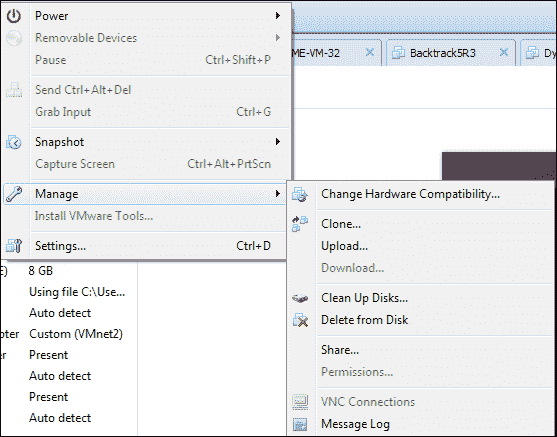 Power
Removable Devices
Pause Ctrl+Shift+P
Send Ctrl+Alt+Del
Grab Input Ctrl+G
Snapshot
Capture Screen Ctrl+Alt+PrtScn
Manage
Install VMware Tools...
Settings... Ctrl+D
ME-VM-32 Backtrack5R3 Dy
Change Hardware Compatibility...
Clone...
Upload...
Download...
Clean Up Disks...
Delete from Disk
Share...
Permissions...
VNC Connections
Message Log
E) 8 GB
Using file C:\Use...
Auto detect
pter Custom (VMnet2)
er Present
Auto detect
Present
Auto detect